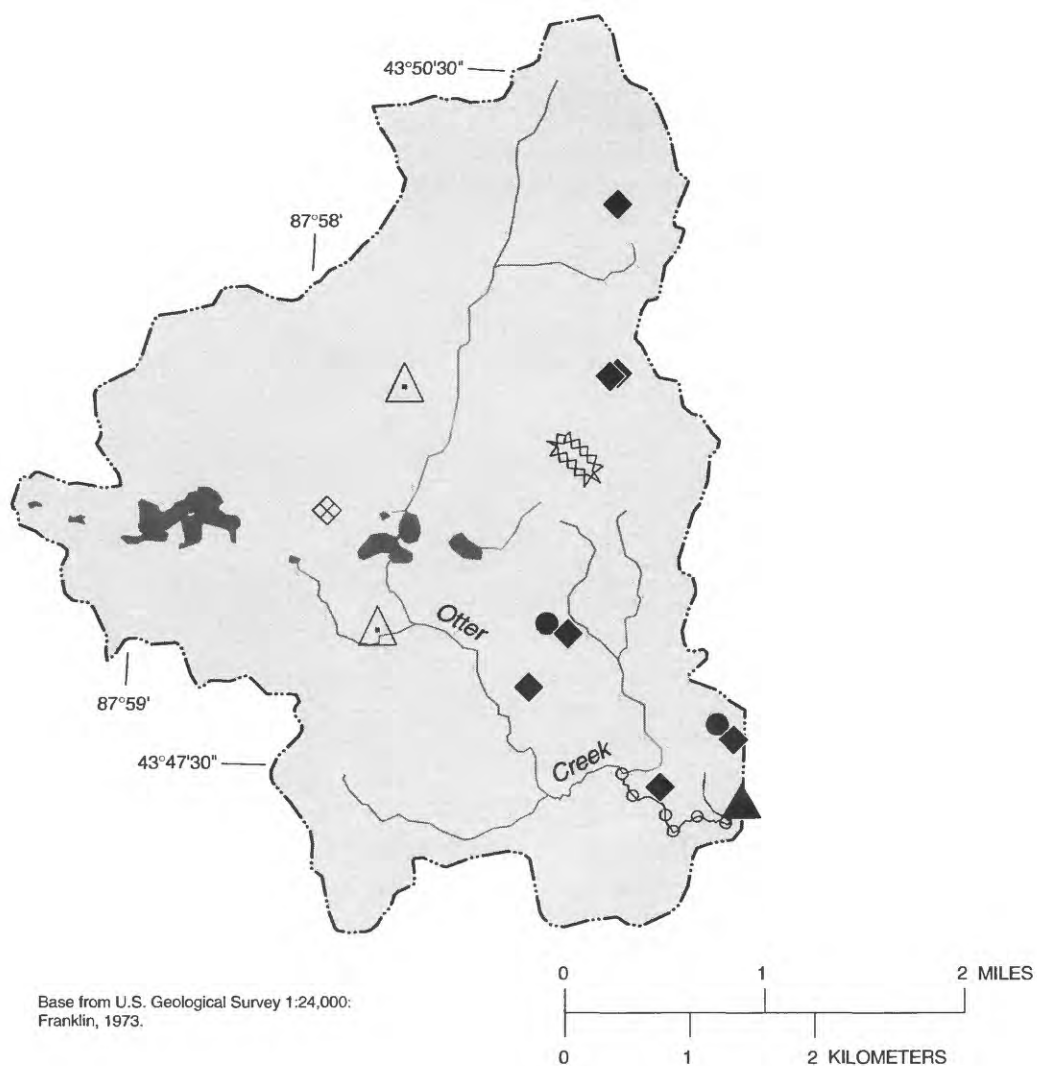 43°50'30"
87°58'
Otter
87°59'
Creek
43°47'30"
0 1 2 MILES
Base from U.S. Geological Survey 1:24,000:
Franklin, 1973.
0 1 2 KILOMETERS